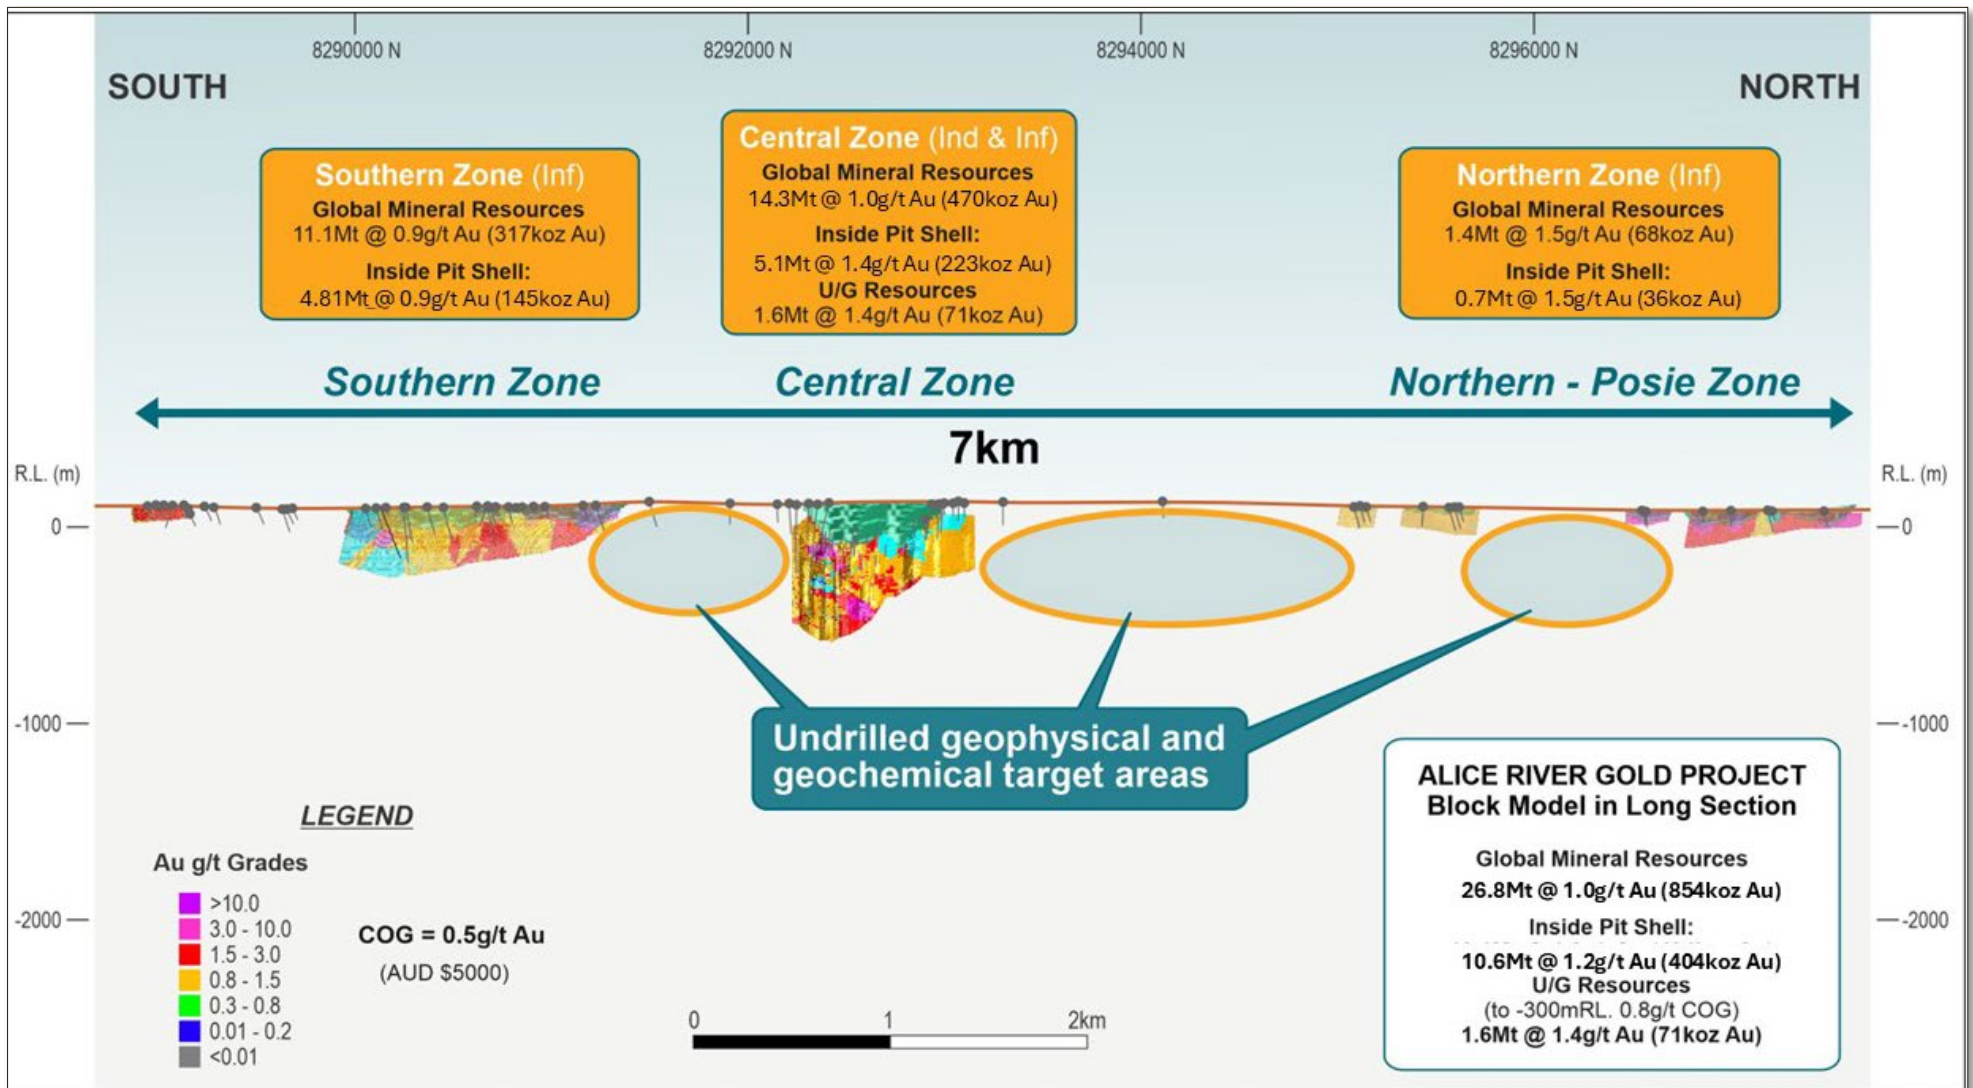 8290000 N
8292000 N
8294000 N
8296000 N
SOUTH
NORTH
Southern Zone (Inf)
Global Mineral Resources
11.1Mt @ 0.9g/t Au (317koz Au)
Inside Pit Shell:
4.81Mt @ 0.9g/t Au (145koz Au)
Central Zone (Ind & Inf)
Global Mineral Resources
14.3Mt @ 1.0g/t Au (470koz Au)
Inside Pit Shell:
5.1Mt @ 1.4g/t Au (223koz Au)
U/G Resources
1.6Mt @ 1.4g/t Au (71koz Au)
Northern Zone (Inf)
Global Mineral Resources
1.4Mt @ 1.5g/t Au (68koz Au)
Inside Pit Shell:
0.7Mt @ 1.5g/t Au (36koz Au)
Southern Zone
Central Zone
Northern - Posie Zone
7km
R.L. (m)
R.L. (m)
0
0
-1000
-1000
-2000
-2000
Undrilled geophysical and
geochemical target areas
LEGEND
Au g/t Grades
>10.0
3.0 - 10.0
1.5 - 3.0
0.8 - 1.5
0.3 - 0.8
0.01 - 0.2
<0.01
COG = 0.5g/t Au
(AUD $5000)
0 1 2km
ALICE RIVER GOLD PROJECT
Block Model in Long Section
Global Mineral Resources
26.8Mt @ 1.0g/t Au (854koz Au)
Inside Pit Shell:
10.6Mt @ 1.2g/t Au (404koz Au)
U/G Resources
(to -300mRL. 0.8g/t COG)
1.6Mt @ 1.4g/t Au (71koz Au)